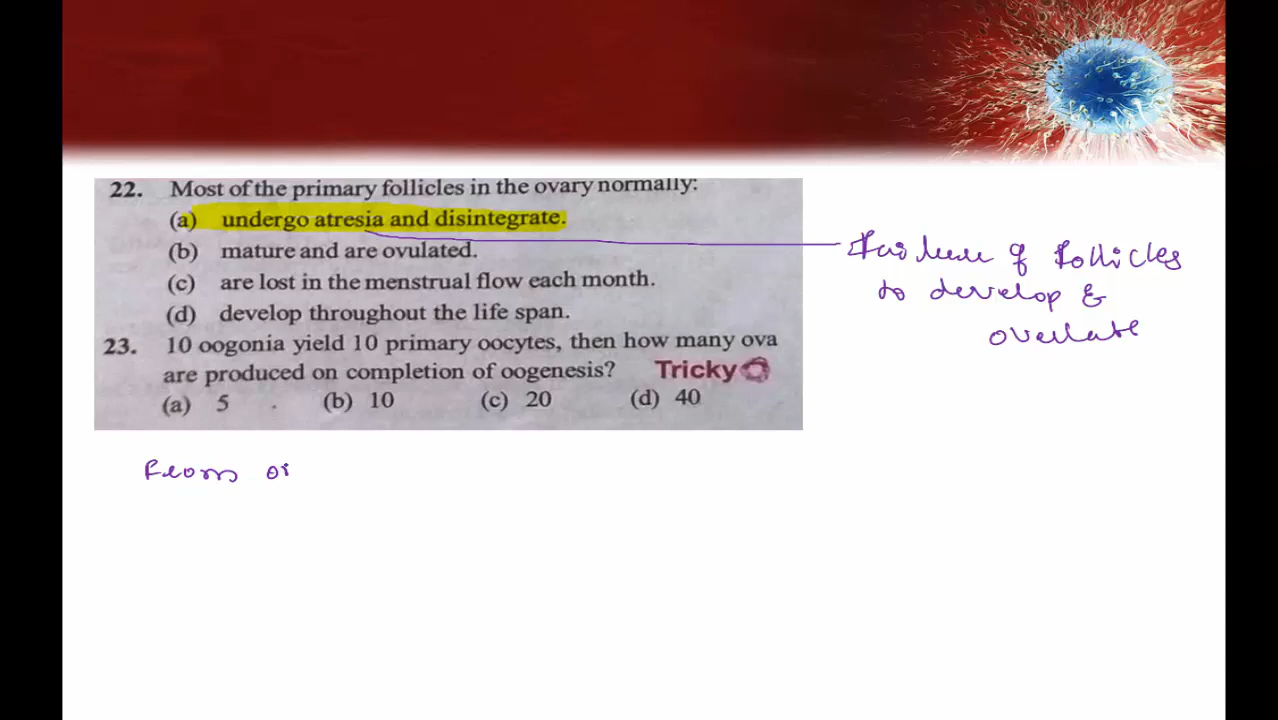 22. Most of the primary follicles in the ovary normally:
(a) undergo atresia and disintegrate.
(b) mature and are ovulated.
(c) are lost in the menstrual flow each month.
(d) develop throughout the life span.
23. 10 oogonia yield 10 primary oocytes, then how many ova
are produced on completion of oogenesis? Tricky
(a) 5 (b) 10 (c) 20 (d) 40
Failure of follicles
to develop &
ovulate
From